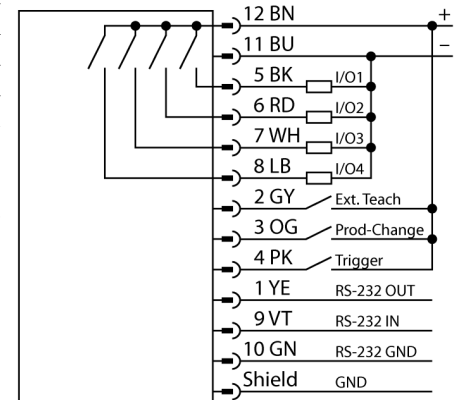 12 BN +
11 BU –
5 BK I/O1
6 RD I/O2
7 WH I/O3
8 LB I/O4
2 GY Ext. Teach
3 OG Prod-Change
4 PK Trigger
1 YE RS-232 OUT
9 VT RS-232 IN
10 GN RS-232 GND
Shield GND